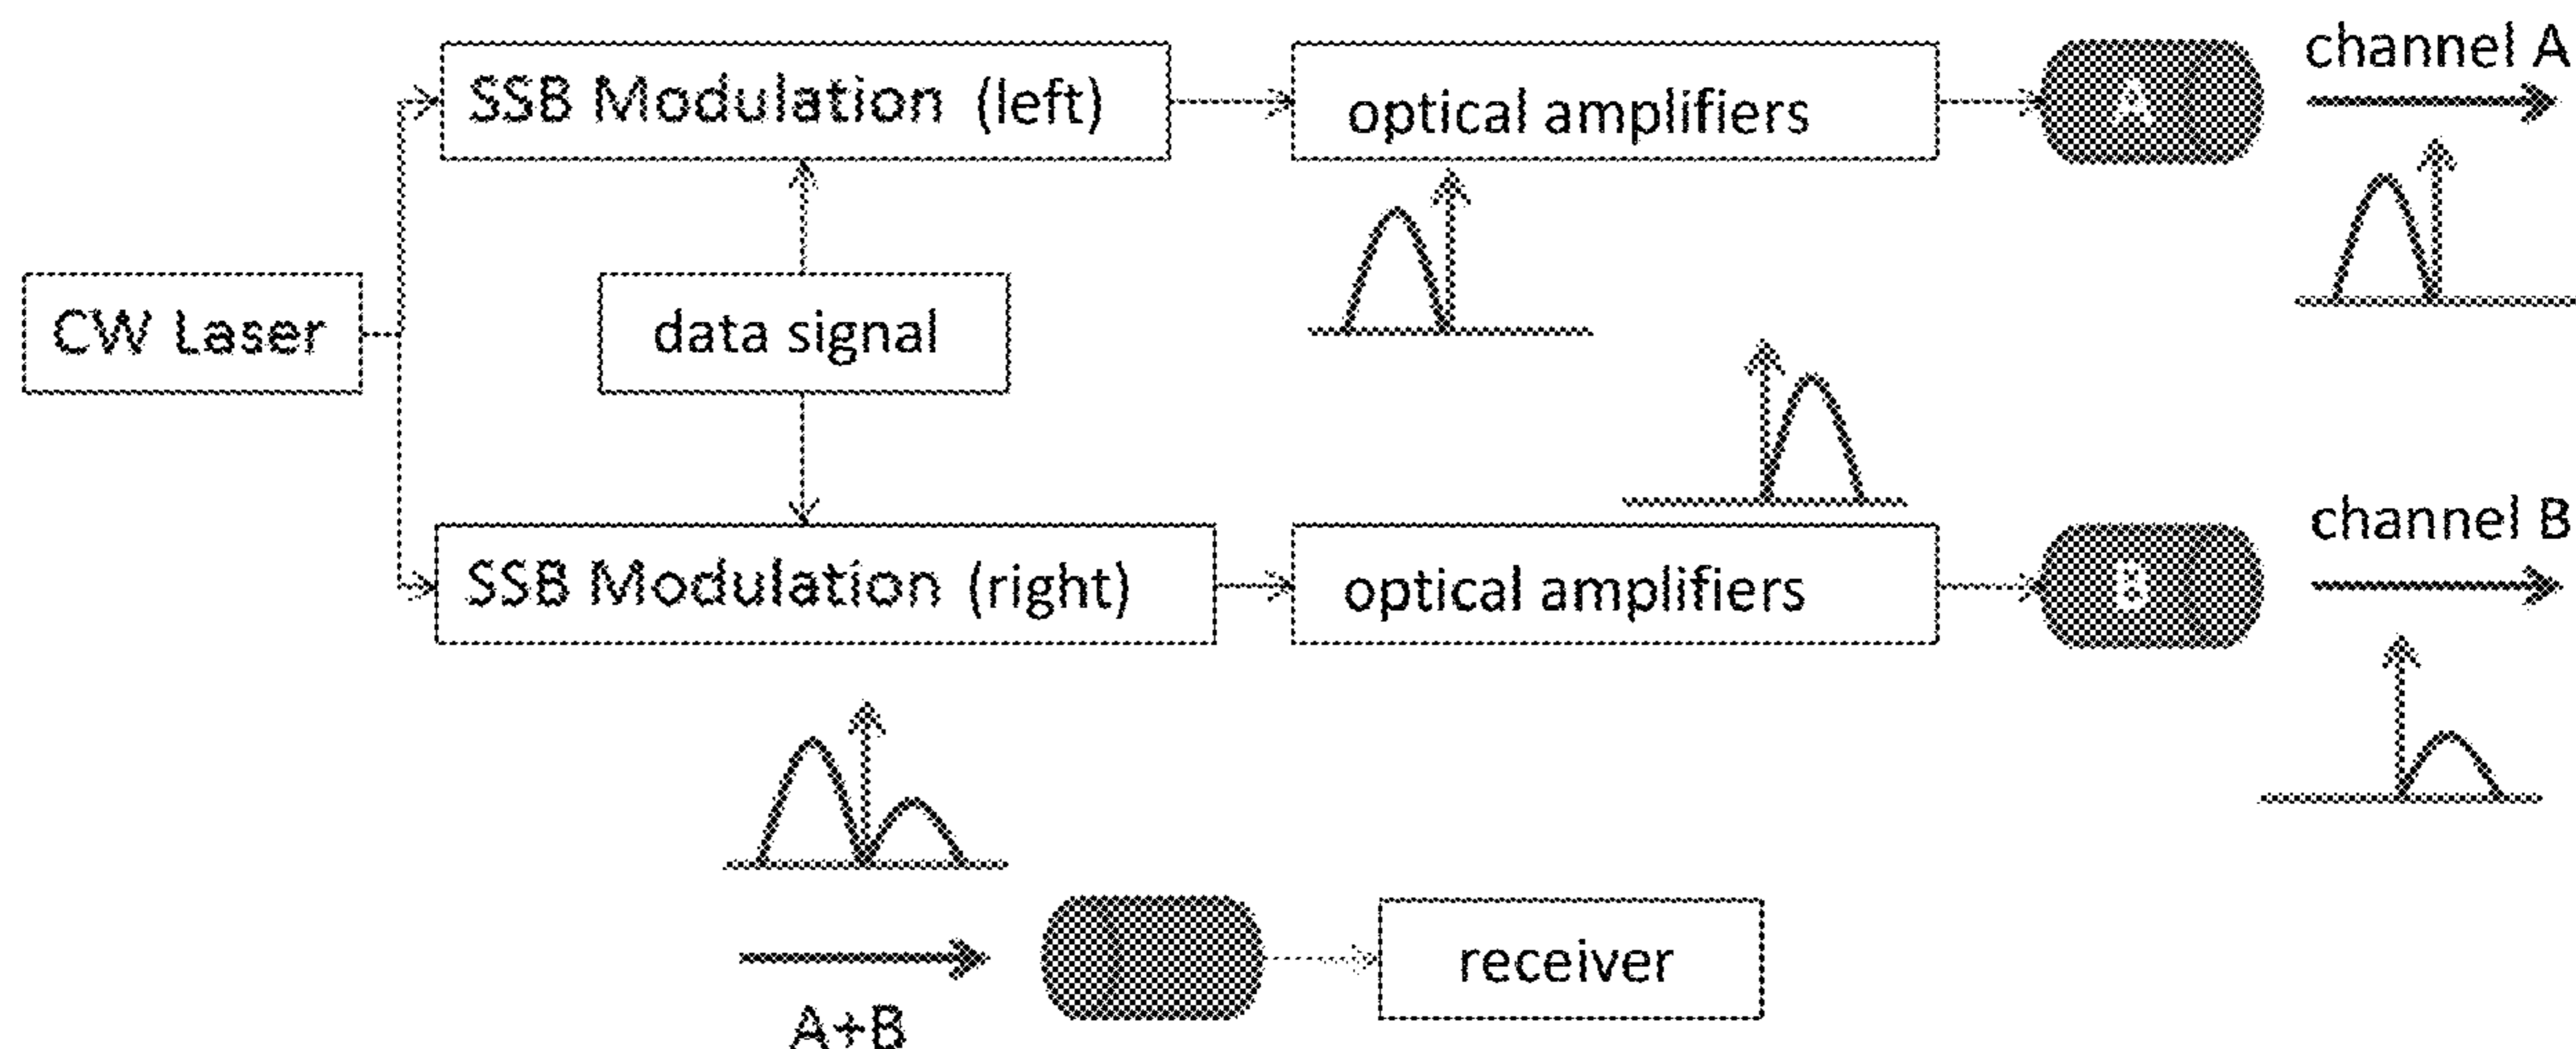 SSB Modulation (left)
optical amplifiers
A
channel A
CW Laser
data signal
SSB Modulation (right)
optical amplifiers
B
channel B
A+B
receiver